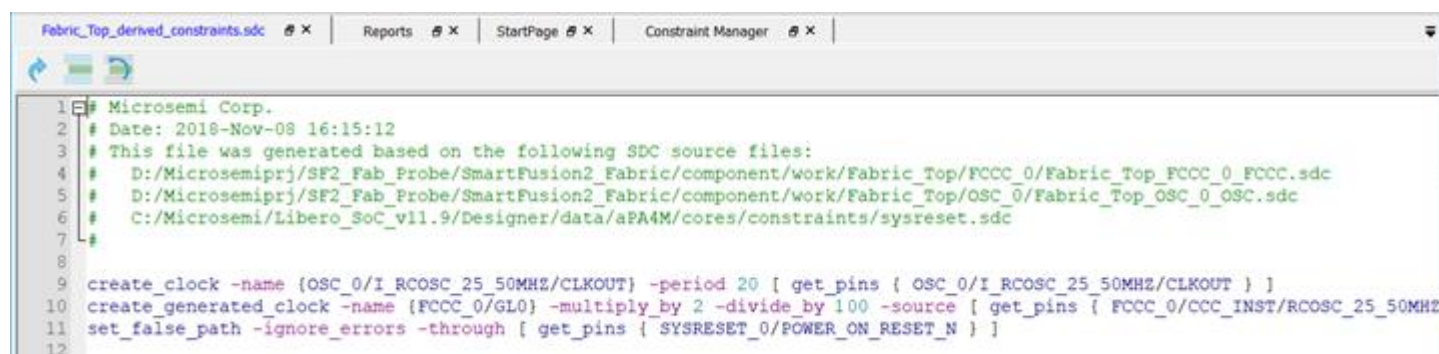 Fabric_Top_derived_constraints.sdc Reports StartPage Constraint Manager
1 # Microsemi Corp.
2 # Date: 2018-Nov-08 16:15:12
3 # This file was generated based on the following SDC source files:
4 #   D:/Microsemiprj/SF2_Fab_Probe/SmartFusion2_Fabric/component/work/Fabric_Top/FCCC_0/Fabric_Top_FCCC_0_FCCC.sdc
5 #   D:/Microsemiprj/SF2_Fab_Probe/SmartFusion2_Fabric/component/work/Fabric_Top/OSC_0/Fabric_Top_OSC_0_OSC.sdc
6 #   C:/Microsemi/Libero_SoC_v11.9/Designer/data/aPA4M/cores/constraints/sysreset.sdc
7 #
8
9 create_clock -name {OSC_0/I_RCOSC_25_50MHZ/CLKOUT} -period 20 [ get_pins { OSC_0/I_RCOSC_25_50MHZ/CLKOUT } ]
10 create_generated_clock -name {FCCC_0/GL0} -multiply_by 2 -divide_by 100 -source [ get_pins { FCCC_0/CCC_INST/RCOSC_25_50MHZ
11 set_false_path -ignore_errors -through [ get_pins { SYSRESET_0/POWER_ON_RESET_N } ]
12